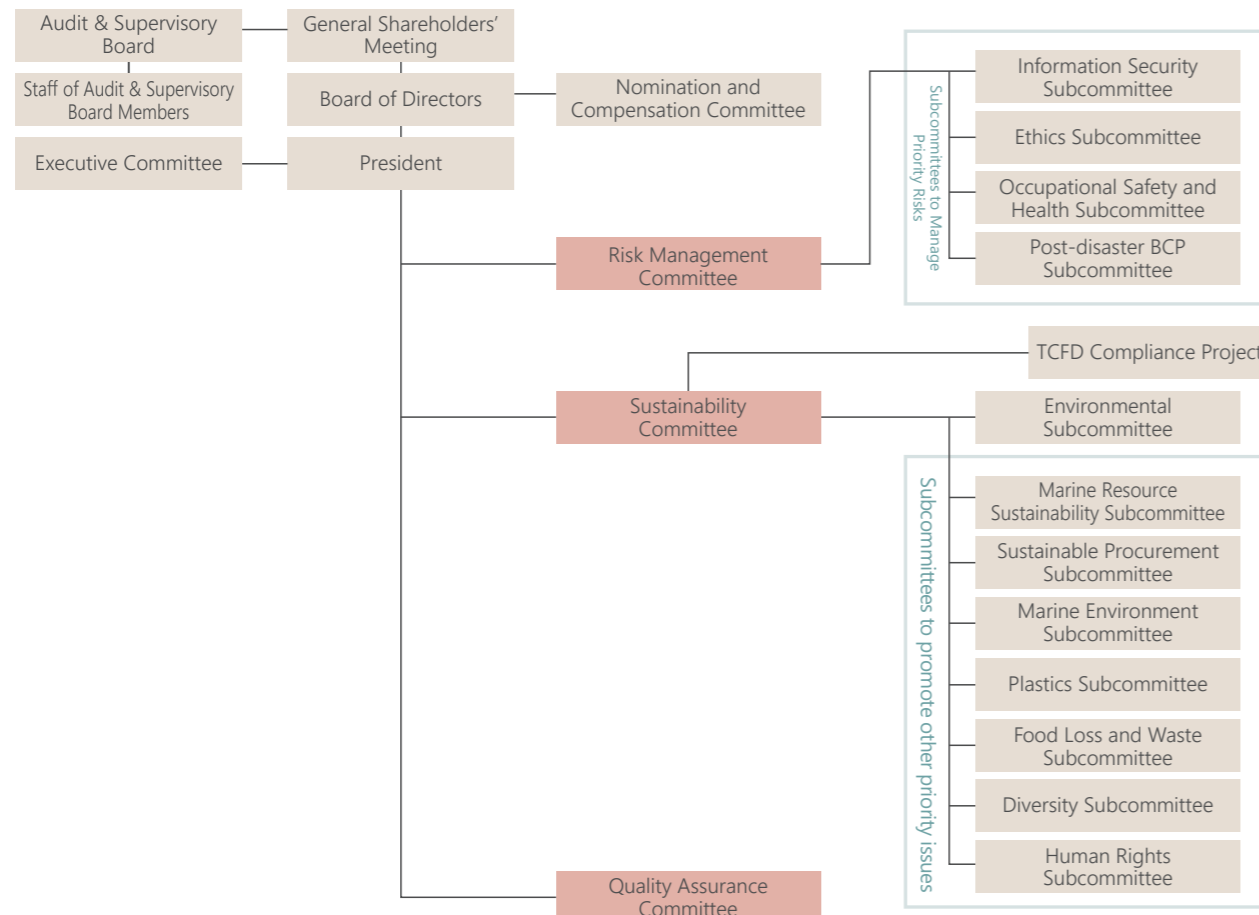 Audit & Supervisory
Board
General Shareholders’
Meeting
Staff of Audit & Supervisory
Board Members
Board of Directors
Nomination and
Compensation Committee
Executive Committee
President
Risk Management
Committee
Subcommittees to Manage
Priority Risks
Information Security
Subcommittee
Ethics Subcommittee
Occupational Safety and
Health Subcommittee
Post-disaster BCP
Subcommittee
TCFD Compliance Project
Sustainability
Committee
Environmental
Subcommittee
Subcommittees to promote other priority issues
Marine Resource
Sustainability Subcommittee
Sustainable Procurement
Subcommittee
Marine Environment
Subcommittee
Plastics Subcommittee
Food Loss and Waste
Subcommittee
Diversity Subcommittee
Human Rights
Subcommittee
Quality Assurance
Committee